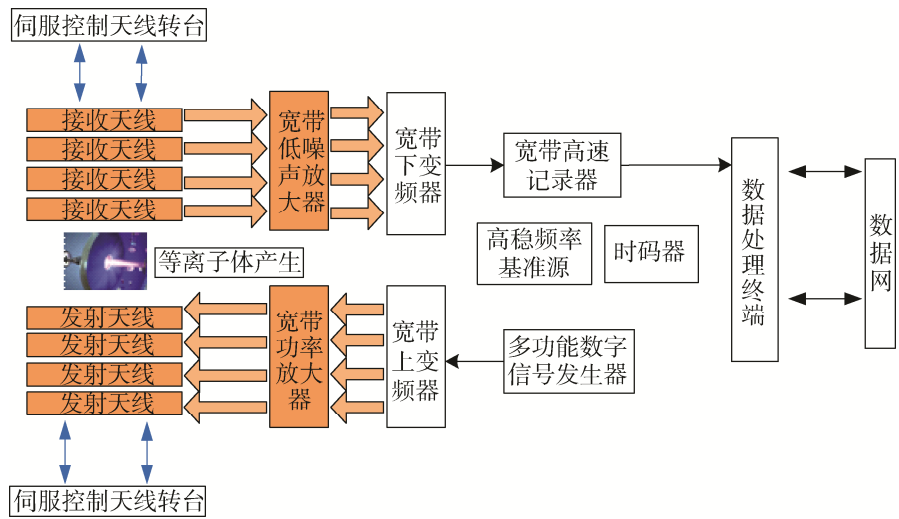 伺服控制天线转台
接收天线
接收天线
接收天线
接收天线
宽带
低噪
声放
大器
宽带
下变
频器
宽带高速
记录器
数据处理终端
数据网
高稳频率
基准源
时码器
等离子体产生
发射天线
发射天线
发射天线
发射天线
宽带
功率
放大
器
宽带
上变
频器
多功能数字
信号发生器
伺服控制天线转台